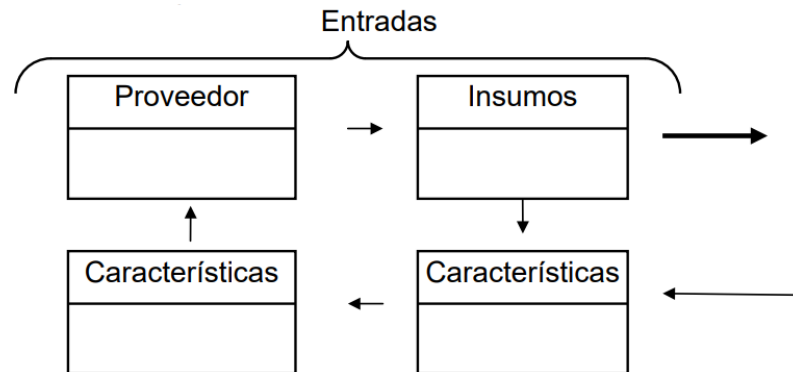 Entradas
Proveedor
Insumos
Características
Características